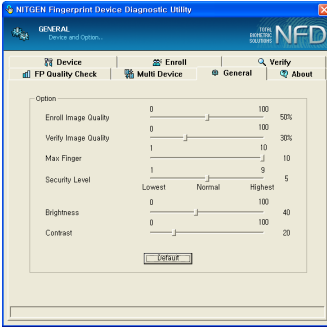 NITGEN Fingerprint Device Diagnostic Utility
GENERAL
Device and Option..
TOTAL
BIOMETRIC
SOLUTIONS
NFD
Device
Enroll
Verify
FP Quality Check
Multi Device
General
About
Option
0 100
Enroll Image Quality 50%
0 100
Verify Image Quality 30%
1 10
Max Finger 10
1 9
Security Level 5
Lowest Normal Highest
0 100
Brightness 40
0 100
Contrast 20
Default